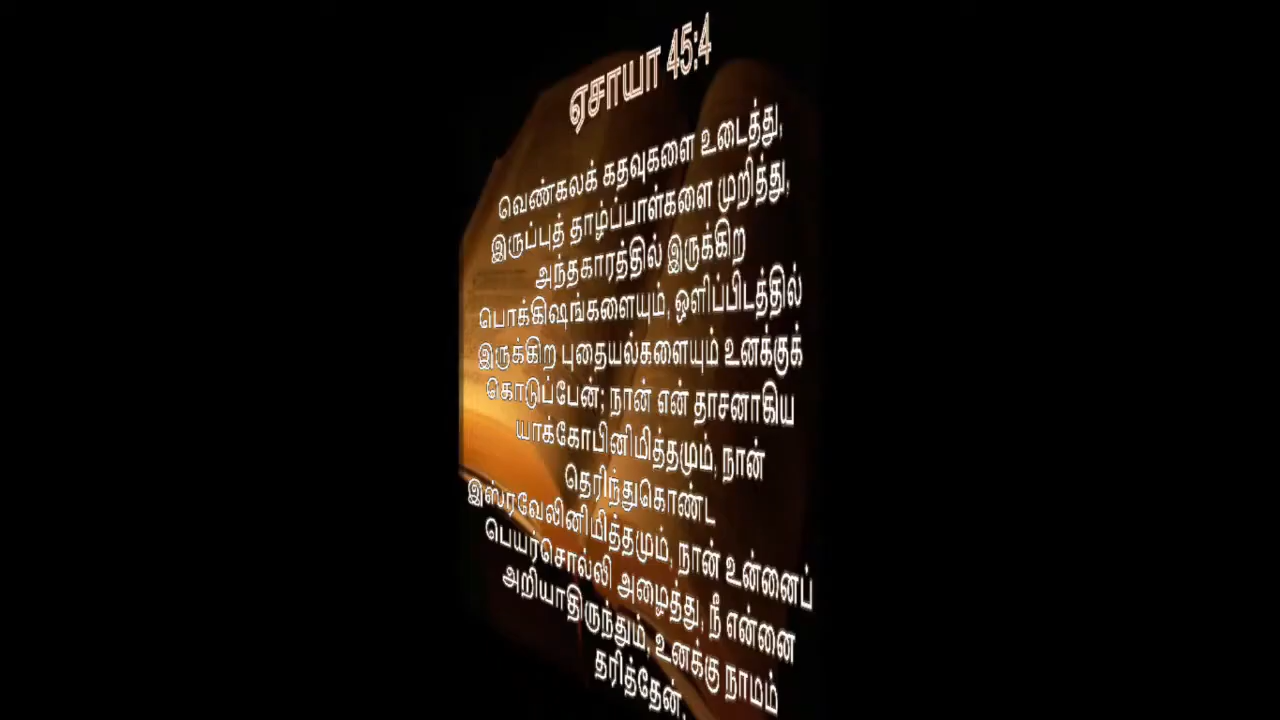 ஏசாயா 45:4
வெண்கலக் கதவுகளை உடைத்து,
இருப்புத் தாழ்ப்பாள்களை முறித்து,
அந்தகாரத்தில் இருக்கிற
பொக்கிஷங்களையும், ஒளிப்பிடத்தில்
இருக்கிற புதையல்களையும் உனக்குக்
கொடுப்பேன்; நான் என் தாசனாகிய
யாக்கோபினிமித்தமும், நான்
தெரிந்துகொண்ட
இஸ்ரவேலினிமித்தமும், நான் உன்னைப்
பெயர்சொல்லி அழைத்து, நீ என்னை
அறியாதிருந்தும், உனக்கு நாமம்
தரித்தேன்.